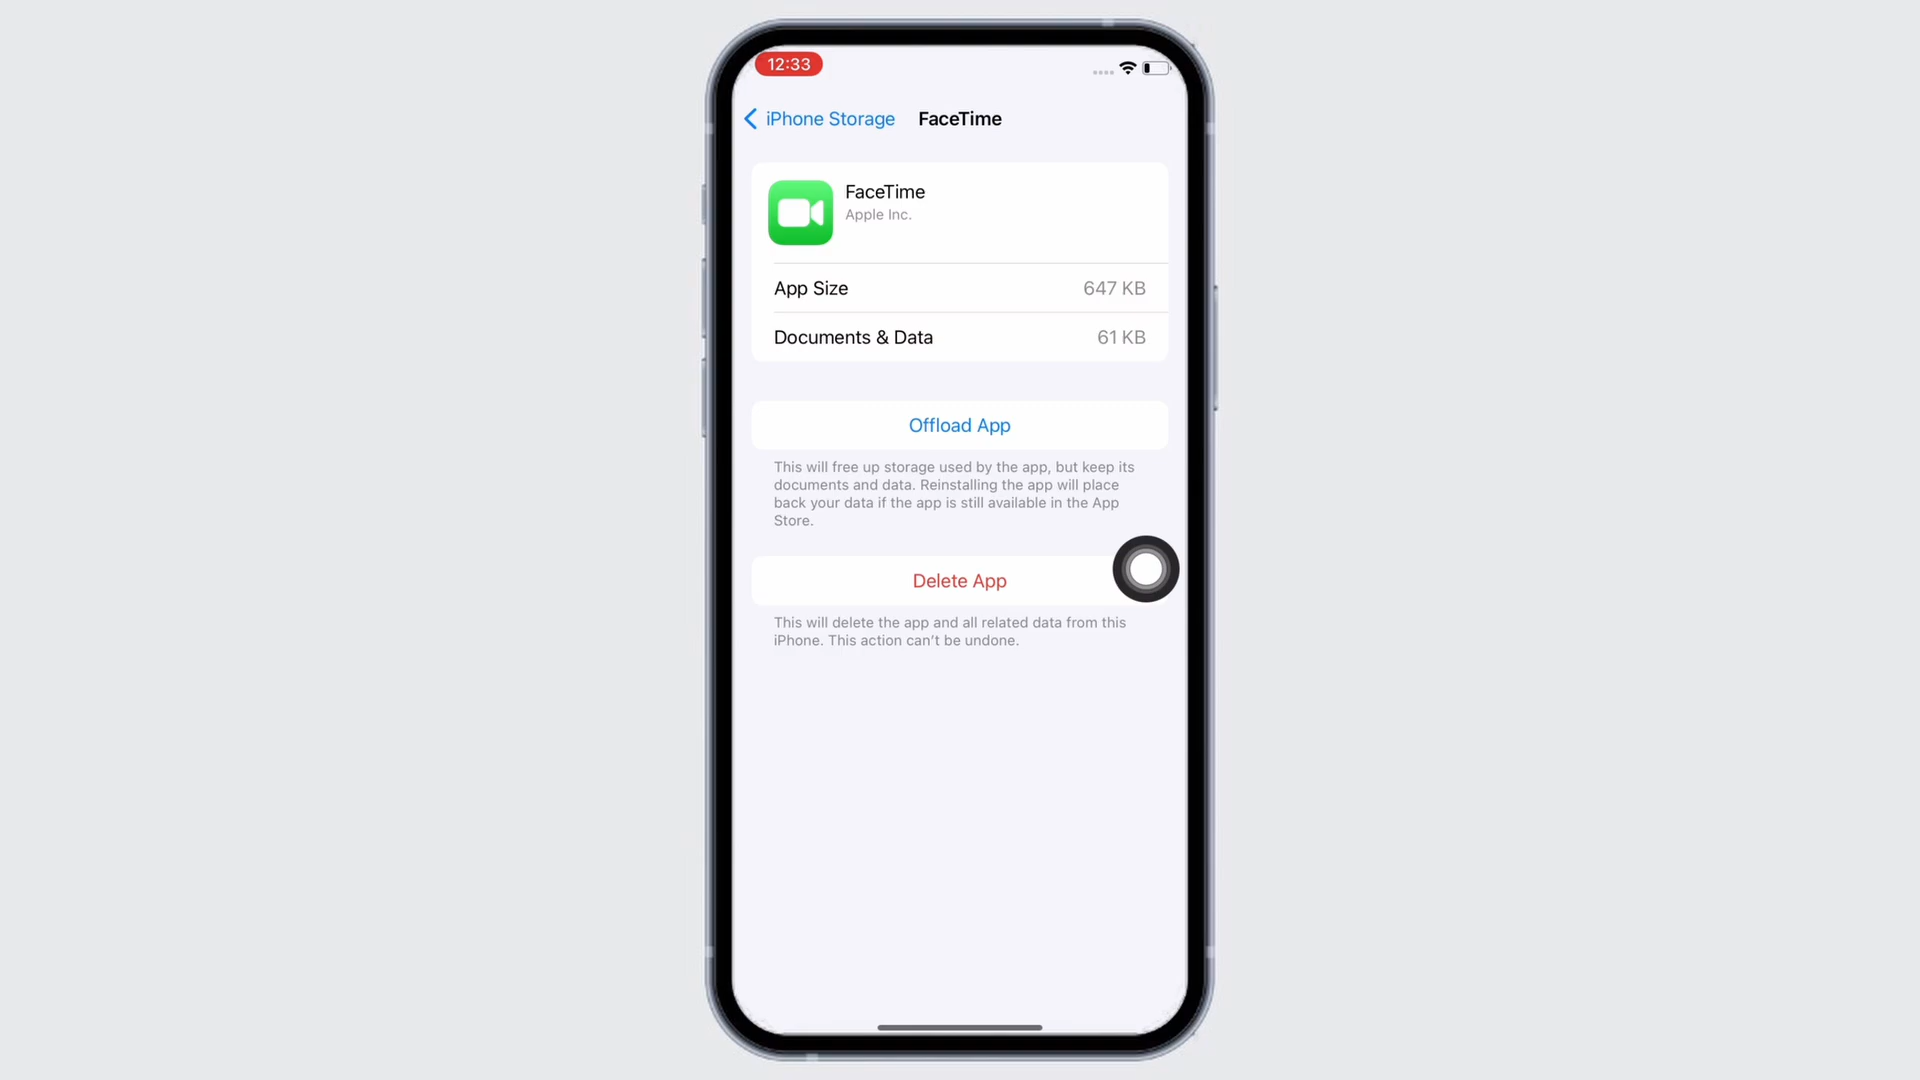 12:33
iPhone Storage
FaceTime
FaceTime
Apple Inc.
App Size
647 KB
Documents & Data
61 KB
Offload App
This will free up storage used by the app, but keep its
documents and data. Reinstalling the app will place
back your data if the app is still available in the App
Store.
Delete App
This will delete the app and all related data from this
iPhone. This action can’t be undone.